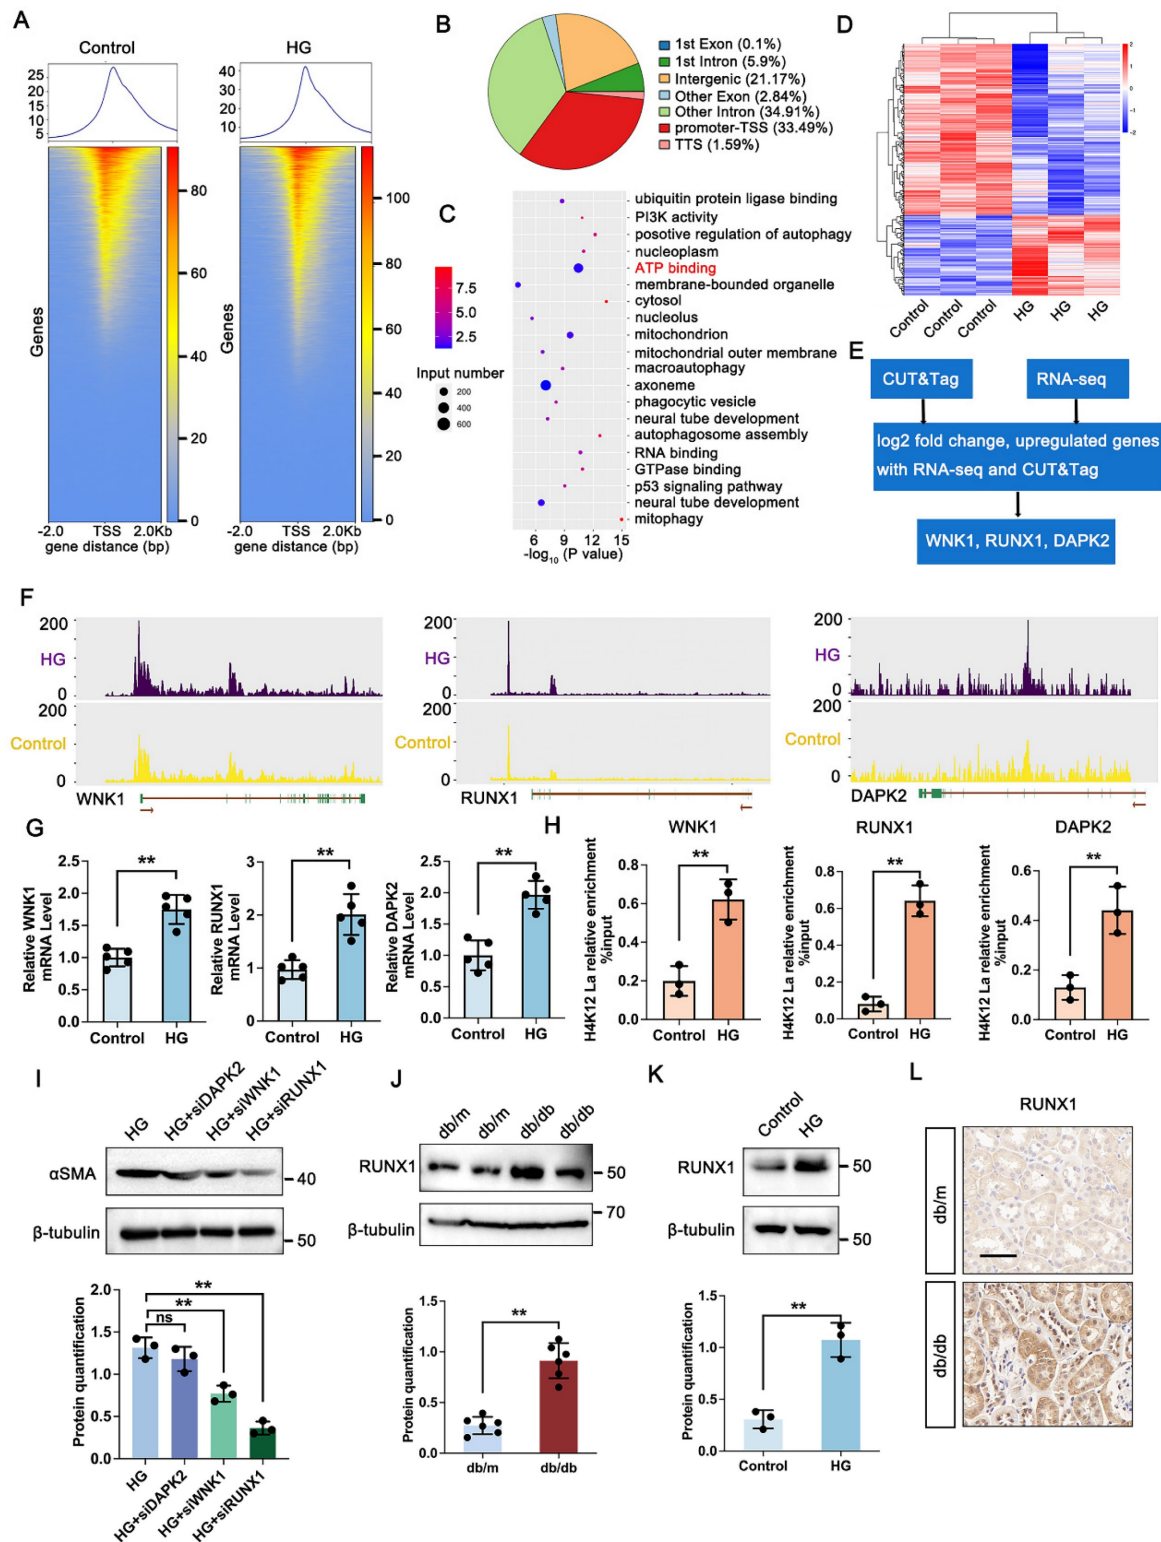 A
Control
HG
25
20
15
10
5
40
30
20
10
Genes
Genes
80
60
40
20
0
100
80
60
40
20
0
-2.0 TSS 2.0Kb
gene distance (bp)
-2.0 TSS 2.0Kb
gene distance (bp)
B
1st Exon (0.1%)
1st Intron (5.9%)
Intergenic (21.17%)
Other Exon (2.84%)
Other Intron (34.91%)
promoter-TSS (33.49%)
TTS (1.59%)
C
7.5
5.0
2.5
Input number
200
400
600
ubiquitin protein ligase binding
PI3K activity
posotive regulation of autophagy
nucleoplasm
ATP binding
membrane-bounded organelle
cytosol
nucleolus
mitochondrion
mitochondrial outer membrane
macroautophagy
axoneme
phagocytic vesicle
neural tube development
autophagosome assembly
RNA binding
GTPase binding
p53 signaling pathway
neural tube development
mitophagy
6 9 11 13 15
-log10 (P value)
D
2
1
0
-1
-2
Control Control Control HG HG HG
E
CUT&Tag
RNA-seq
log2 fold change, upregulated genes
with RNA-seq and CUT&Tag
WNK1, RUNX1, DAPK2
F
200
HG
0
200
Control
0
WNK1
200
HG
0
200
Control
0
RUNX1
200
HG
0
200
Control
0
DAPK2
G
Relative WNK1
mRNA Level
2.5
2.0
1.5
1.0
0.5
0.0
**
Control HG
Relative RUNX1
mRNA Level
3
2
1
0
**
Control HG
Relative DAPK2
mRNA Level
2.5
2.0
1.5
1.0
0.5
0.0
**
Control HG
H
WNK1
H4K12 La relative enrichment
%input
0.8
0.6
0.4
0.2
0.0
**
Control HG
RUNX1
H4K12 La relative enrichment
%input
0.8
0.6
0.4
0.2
0.0
**
Control HG
DAPK2
H4K12 La relative enrichment
%input
0.6
0.4
0.2
0.0
**
Control HG
I
HG HG+siDAPK2 HG+siWNK1 HG+siRUNX1
αSMA
40
β-tubulin
50
Protein quantification
2.0
1.5
1.0
0.5
0.0
**
**
ns
HG HG+siDAPK2 HG+siWNK1 HG+siRUNX1
J
db/m db/m db/db db/db
RUNX1
50
70
β-tubulin
Protein quantification
1.5
1.0
0.5
0.0
**
db/m db/db
K
Control HG
RUNX1
50
β-tubulin
50
Protein quantification
1.5
1.0
0.5
0.0
**
Control HG
L
RUNX1
db/m
db/db